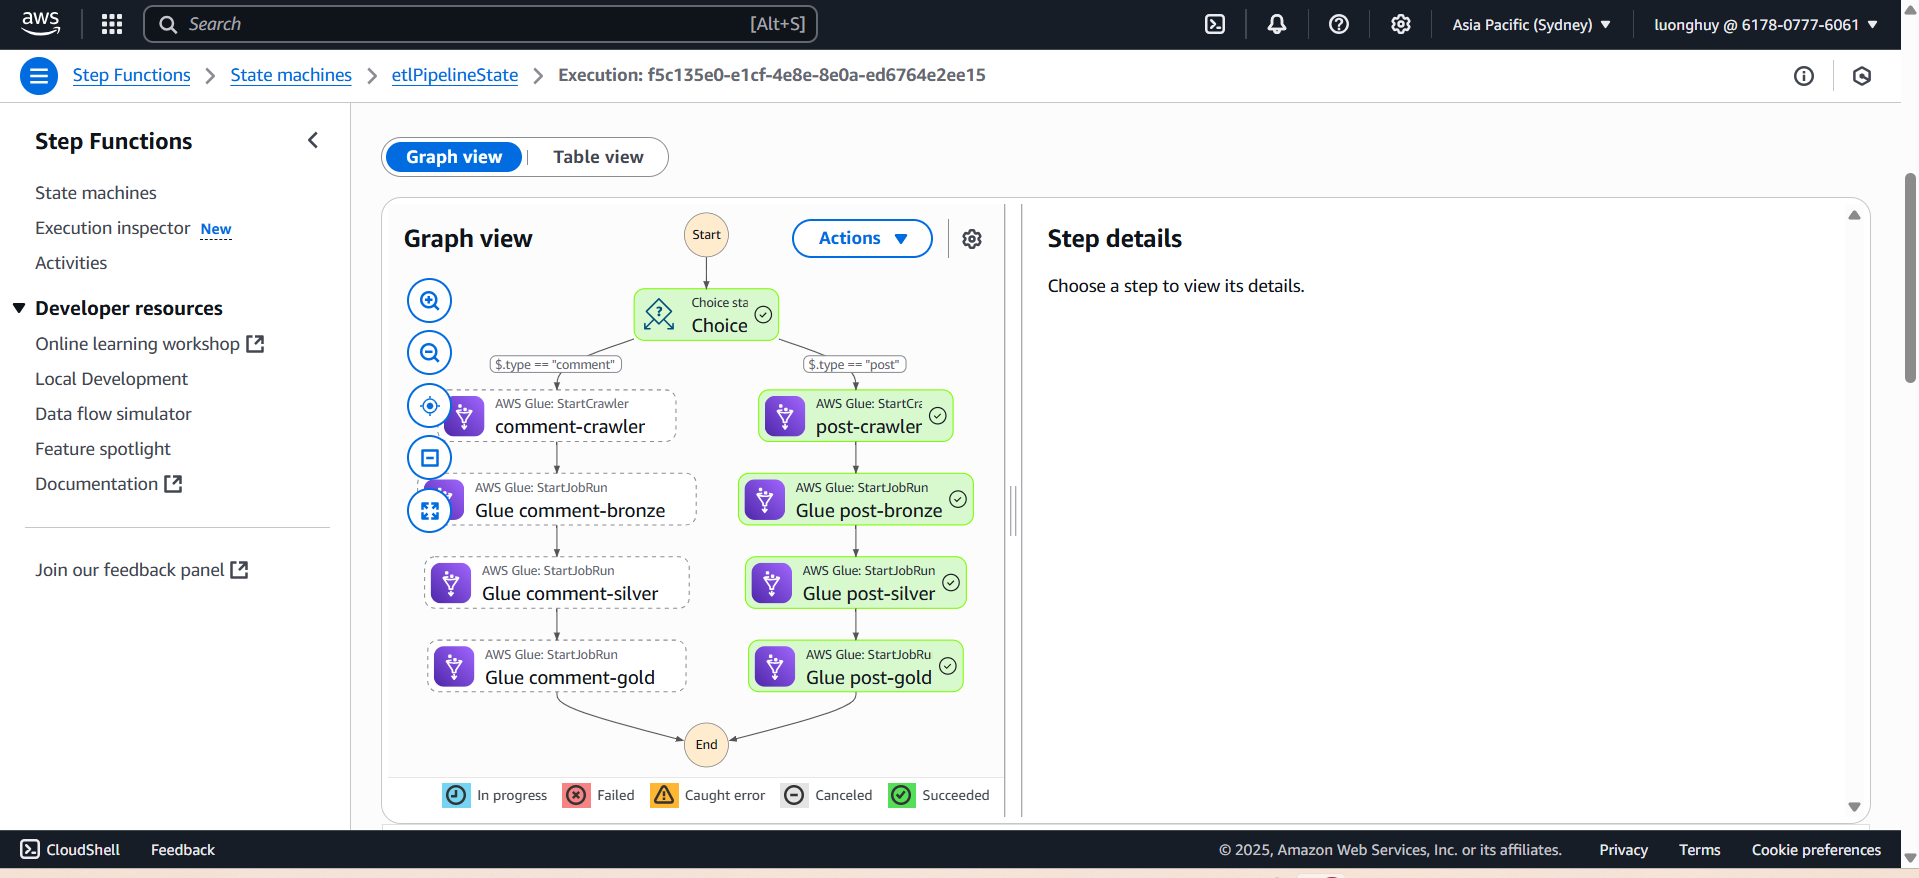 aws
Search [Alt+S]
Asia Pacific (Sydney)
luonghuy @ 6178-0777-6061
Step Functions
State machines
etlPipelineState
Execution: f5c135e0-e1cf-4e8e-8e0a-ed6764e2ee15
Step Functions
State machines
Execution inspector New
Activities
Developer resources
Online learning workshop
Local Development
Data flow simulator
Feature spotlight
Documentation
Join our feedback panel
Graph view
Table view
Graph view
Actions
Start
Choice sta
Choice
$.type == "comment"
$.type == "post"
AWS Glue: StartCrawler
comment-crawler
AWS Glue: StartCra
post-crawler
AWS Glue: StartJobRun
Glue comment-bronze
AWS Glue: StartJobRun
Glue post-bronze
AWS Glue: StartJobRun
Glue comment-silver
AWS Glue: StartJobRun
Glue post-silver
AWS Glue: StartJobRun
Glue comment-gold
AWS Glue: StartJobRu
Glue post-gold
End
In progress
Failed
Caught error
Canceled
Succeeded
Step details
Choose a step to view its details.
CloudShell
Feedback
© 2025, Amazon Web Services, Inc. or its affiliates.
Privacy
Terms
Cookie preferences